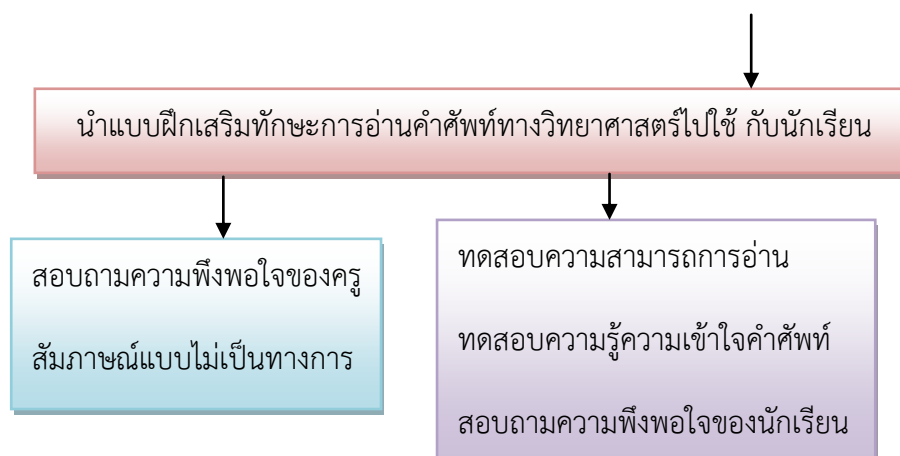 นำแบบฝึกเสริมทักษะการอ่านคำศัพท์ทางวิทยาศาสตร์ไปใช้ กับนักเรียน
สอบถามความพึงพอใจของครู
สัมภาษณ์แบบไม่เป็นทางการ
ทดสอบความสามารถการอ่าน
ทดสอบความรู้ความเข้าใจคำศัพท์
สอบถามความพึงพอใจของนักเรียน